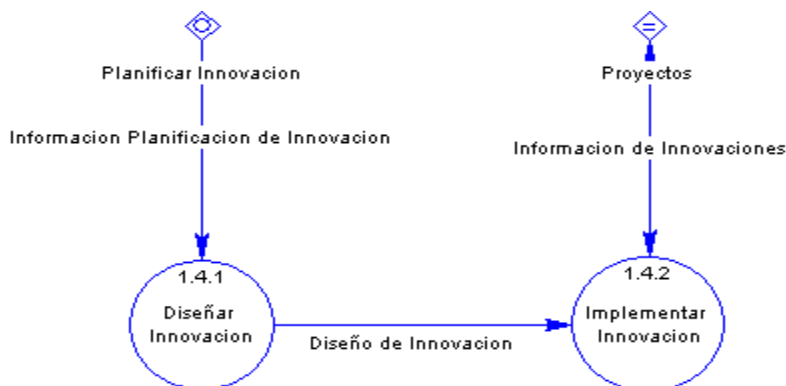 Planificar Innovacion
Proyectos
Informacion Planificacion de Innovacion
Informacion de Innovaciones
1.4.1
Diseñar
Innovacion
1.4.2
Implementar
Innovacion
Diseño de Innovacion